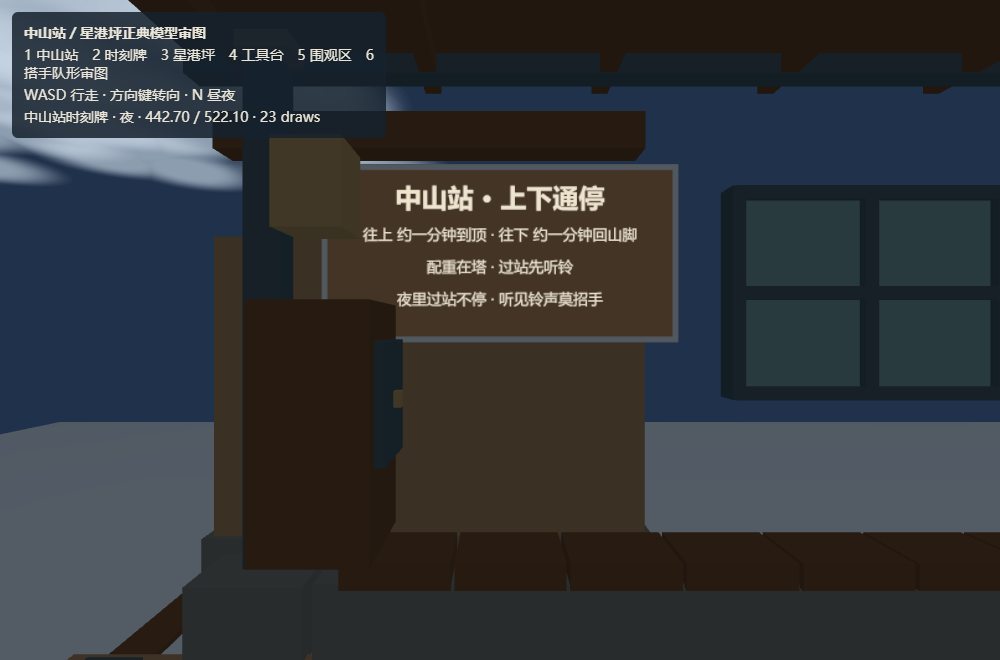 中山站 / 星港坪正典模型审图
1 中山站 2 时刻牌 3 星港坪 4 工具台 5 围观区 6
搭手队形审图
WASD 行走 · 方向键转向 · N 昼夜
中山站时刻牌 · 夜 · 442.70 / 522.10 · 23 draws
中山站 · 上下通停
往上 约一分钟到顶 · 往下 约一分钟回山脚
配重在塔 · 过站先听铃
夜里过站不停 · 听见铃声莫招手